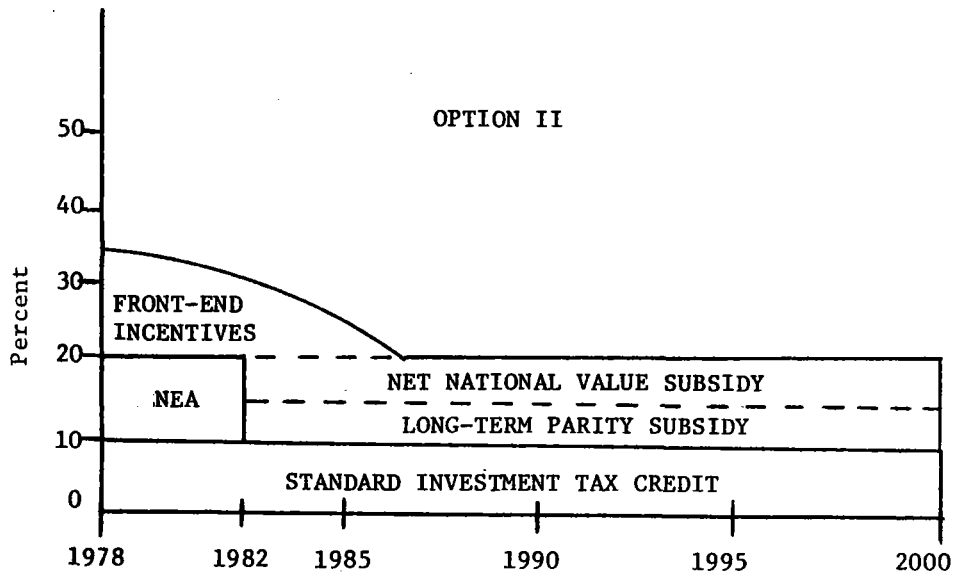 OPTION II
50
40
30
20
10
0
Percent
FRONT-END
INCENTIVES
NEA
NET NATIONAL VALUE SUBSIDY
LONG-TERM PARITY SUBSIDY
STANDARD INVESTMENT TAX CREDIT
1978 1982 1985 1990 1995 2000